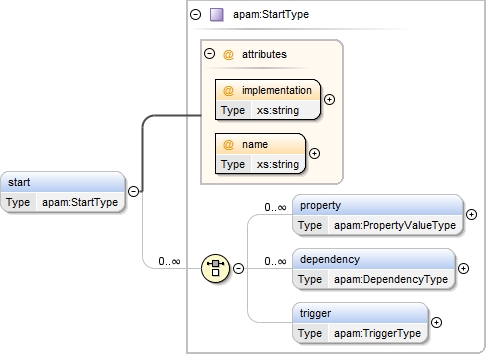 apam:StartType
@ attributes
@ implementation
Type xs:string
@ name
Type xs:string
start
Type apam:StartType
0..∞
property
Type apam:PropertyValueType
0..∞
0..∞
dependency
Type apam:DependencyType
trigger
Type apam:TriggerType